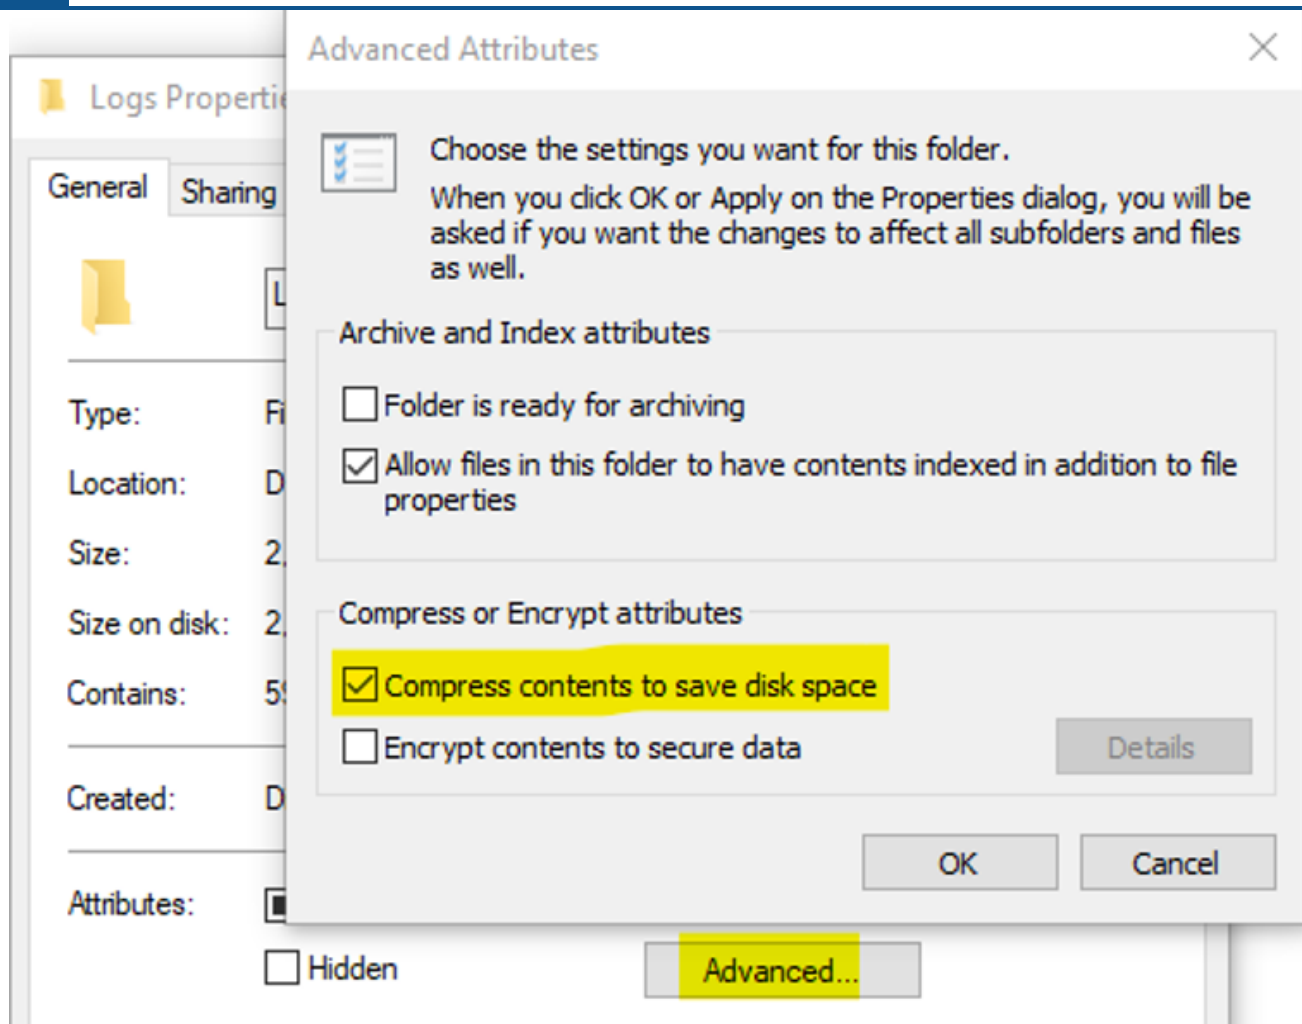 Advanced Attributes
Logs
General
Sharing
Choose the settings you want for this folder.
When you click OK or Apply on the Properties dialog, you will be
asked if you want the changes to affect all subfolders and files
as well.
Archive and Index attributes
Type:
Folder is ready for archiving
Location:
Allow files in this folder to have contents indexed in addition to file
properties
Size:
Size on disk:
Compress or Encrypt attributes
Contains:
Compress contents to save disk space
Encrypt contents to secure data
Details
Created:
OK
Cancel
Attributes:
Hidden
Advanced...